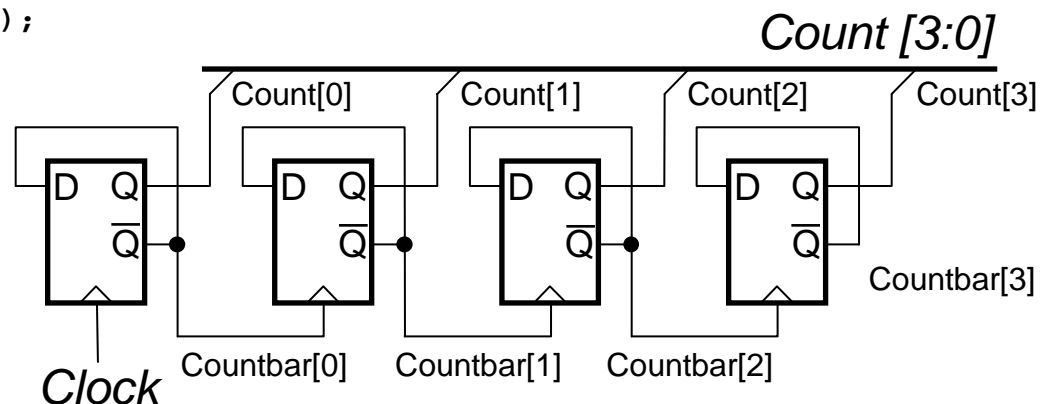 );
Count [3:0]
Count[0] Count[1] Count[2] Count[3]
D Q D Q D Q D Q
Q Q Q Q
Countbar[3]
Countbar[0] Countbar[1] Countbar[2]
Clock